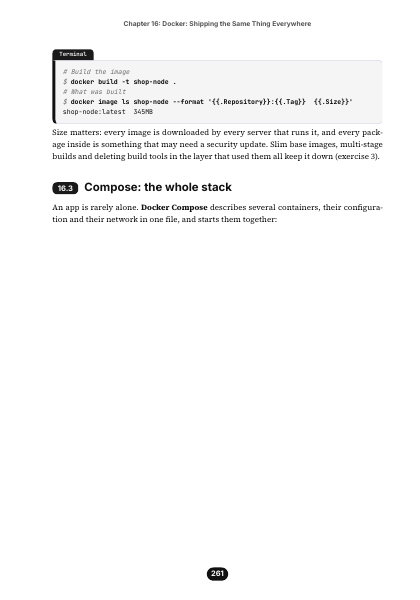 Chapter 16: Docker: Shipping the Same Thing Everywhere
Terminal
# Build the image
$ docker build -t shop-node .
# What was built
$ docker image ls shop-node --format '{{.Repository}}:{{.Tag}}  {{.Size}}'
shop-node:latest  345MB
Size matters: every image is downloaded by every server that runs it, and every pack-
age inside is something that may need a security update. Slim base images, multi-stage
builds and deleting build tools in the layer that used them all keep it down (exercise 3).
16.3 Compose: the whole stack
An app is rarely alone. Docker Compose describes several containers, their configura-
tion and their network in one file, and starts them together:
261